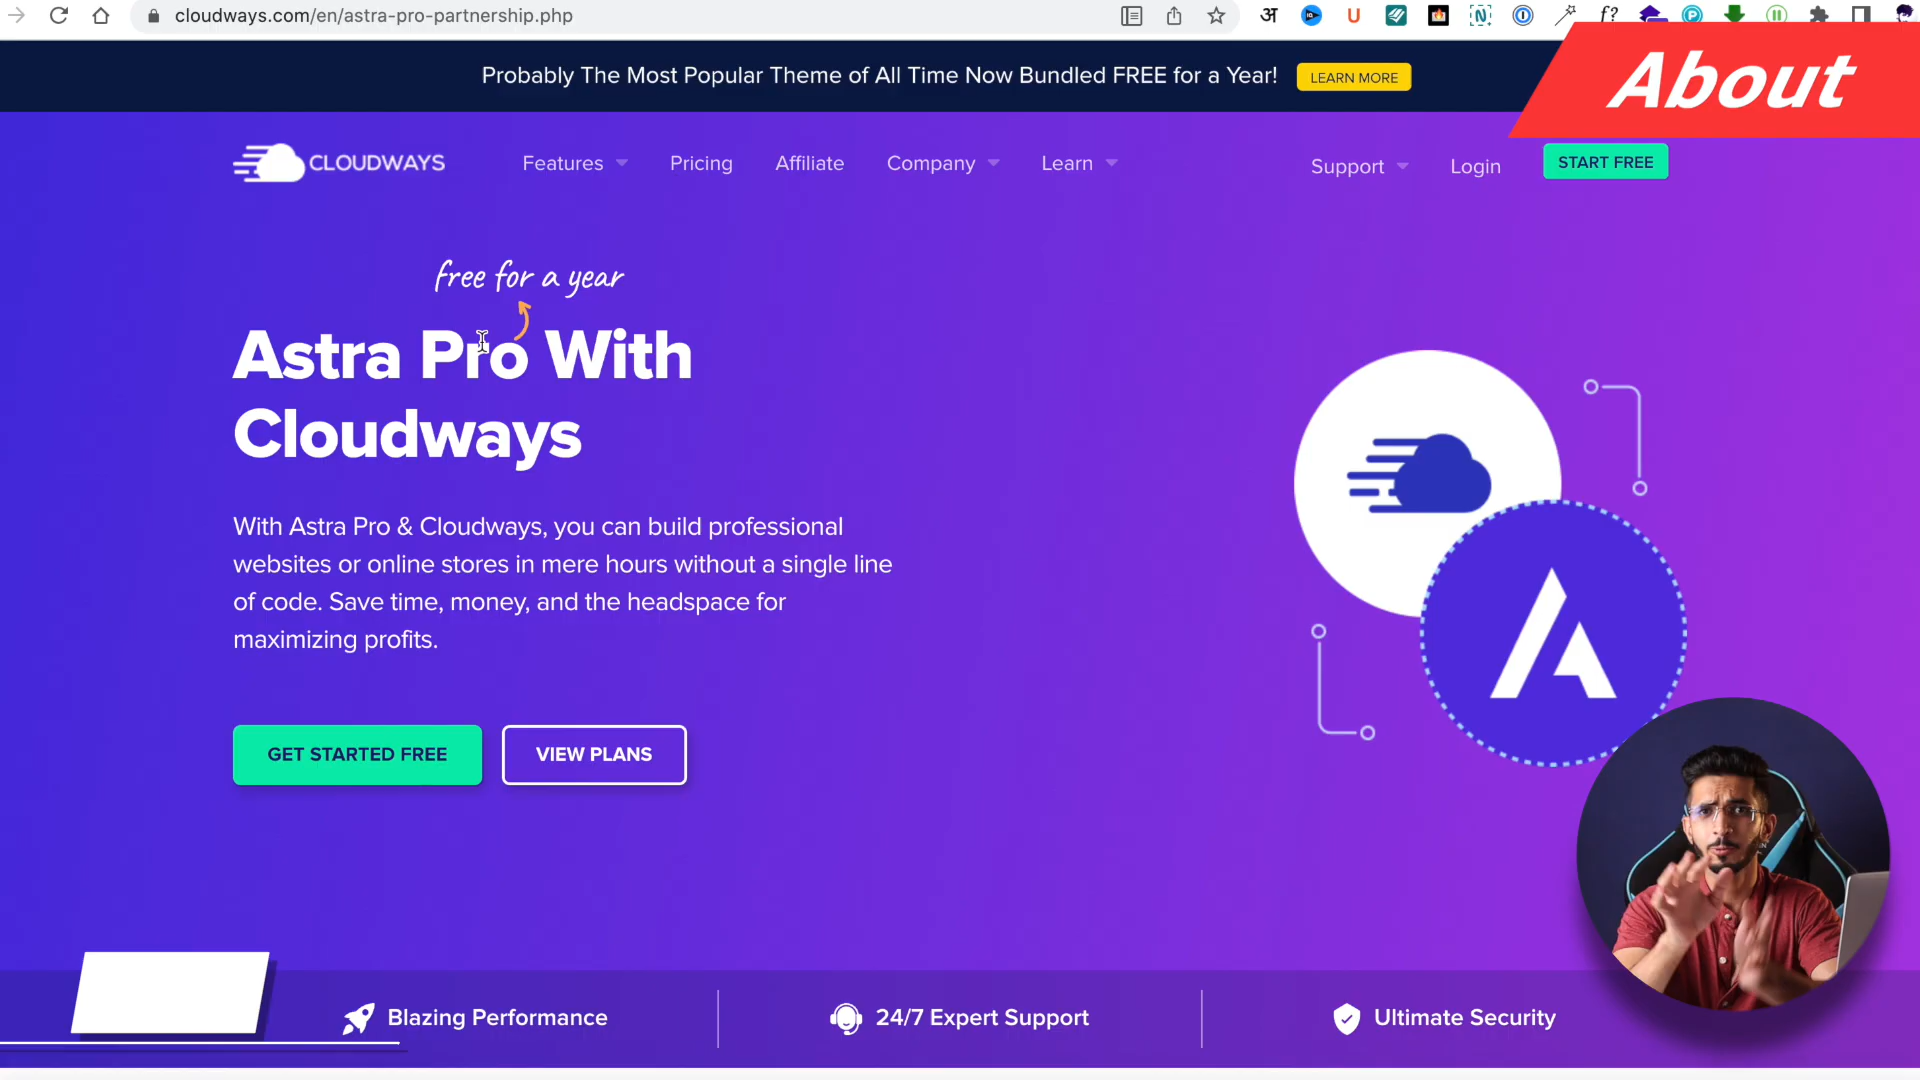 cloudways.com/en/astra-pro-partnership.php
Probably The Most Popular Theme of All Time Now Bundled FREE for a Year!
LEARN MORE
About
CLOUDWAYS
Features
Pricing
Affiliate
Company
Learn
Support
Login
START FREE
free for a year
Astra Pro With
Cloudways
With Astra Pro & Cloudways, you can build professional
websites or online stores in mere hours without a single line
of code. Save time, money, and the headspace for
maximizing profits.
GET STARTED FREE
VIEW PLANS
Blazing Performance
24/7 Expert Support
Ultimate Security